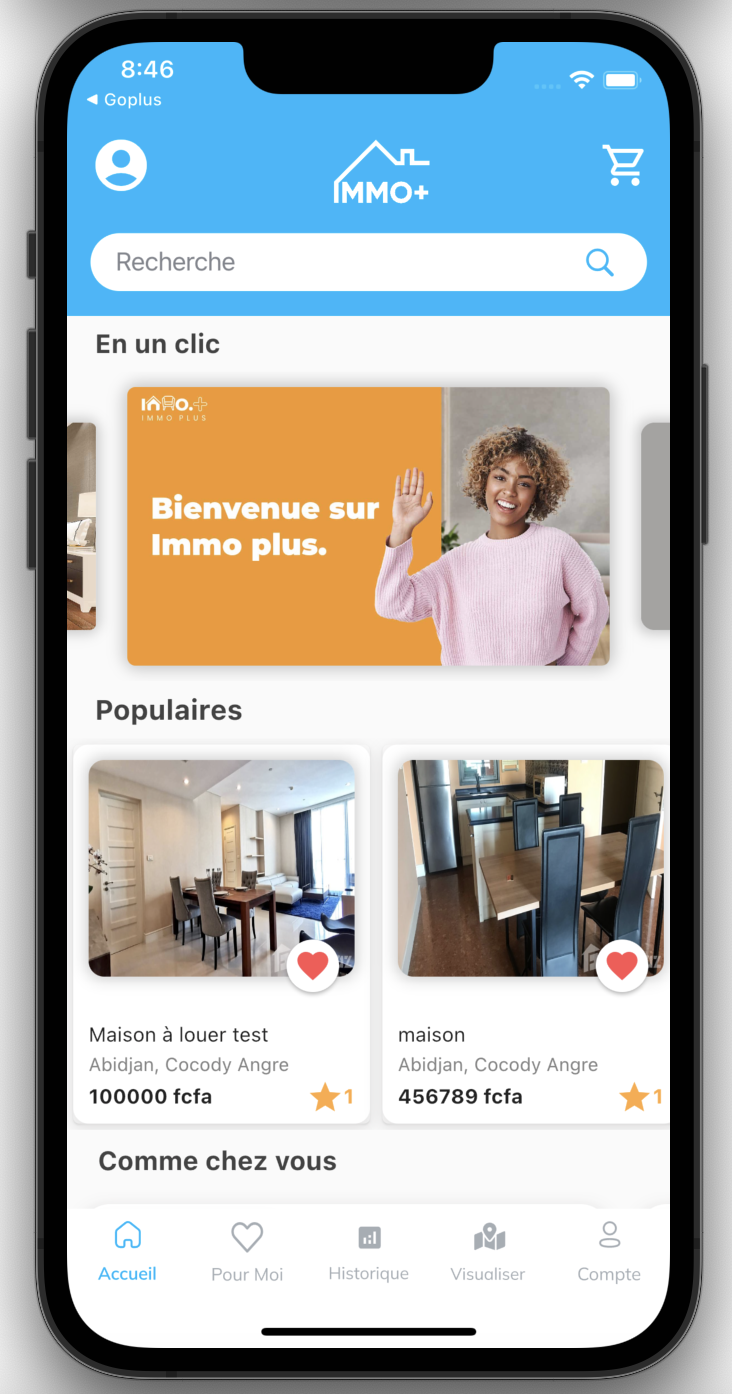 8:46
◀ Goplus
IMMO+
Recherche
En un clic
IMMO.+
IMMO PLUS
Bienvenue sur
Immo plus.
Populaires
Maison à louer test
Abidjan, Cocody Angre
100000 fcfa
1
maison
Abidjan, Cocody Angre
456789 fcfa
1
Comme chez vous
Accueil
Pour Moi
Historique
Visualiser
Compte